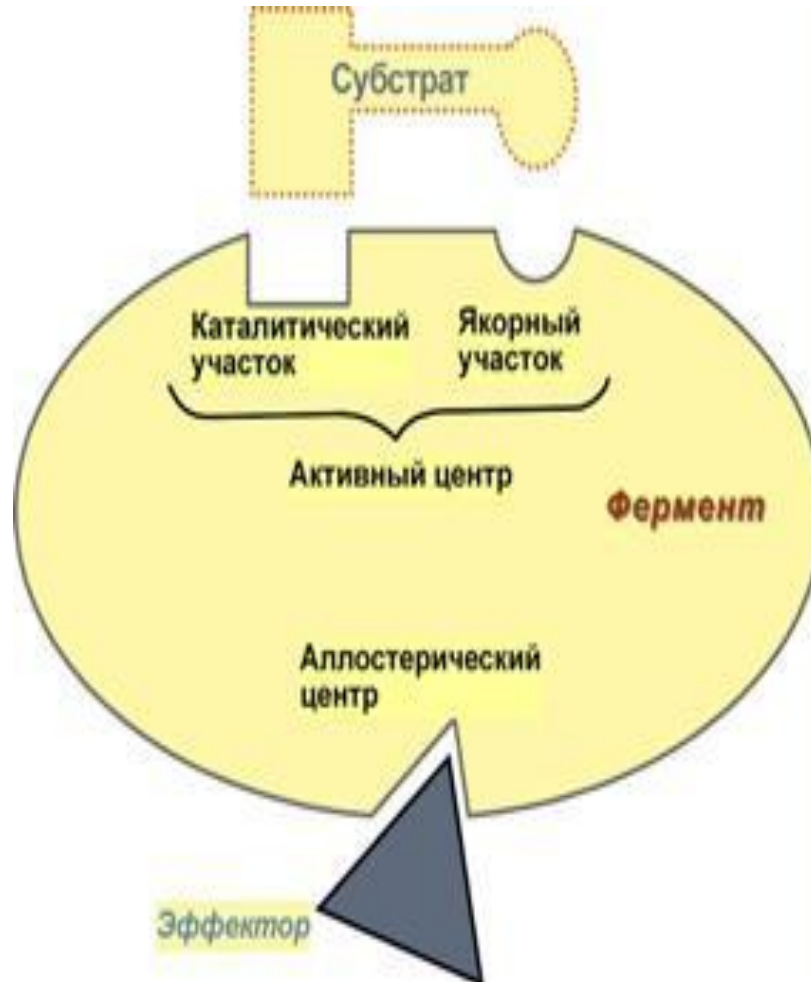 Субстрат
Каталитический
участок
Якорный
участок
Активный центр
Фермент
Аллостерический
центр
Эффектор